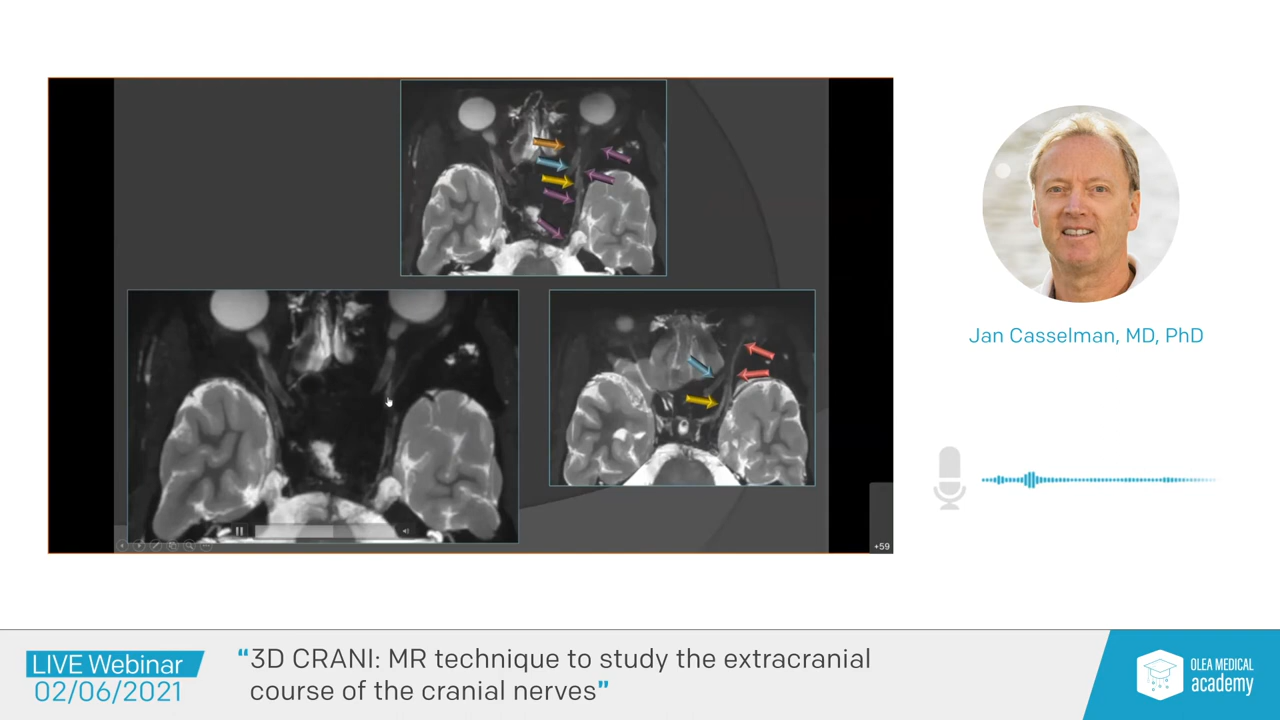 Jan Casselman, MD, PhD
+59
LIVE Webinar
02/06/2021
“3D CRANI: MR technique to study the extracranial
course of the cranial nerves”
OLEA MEDICAL
academy